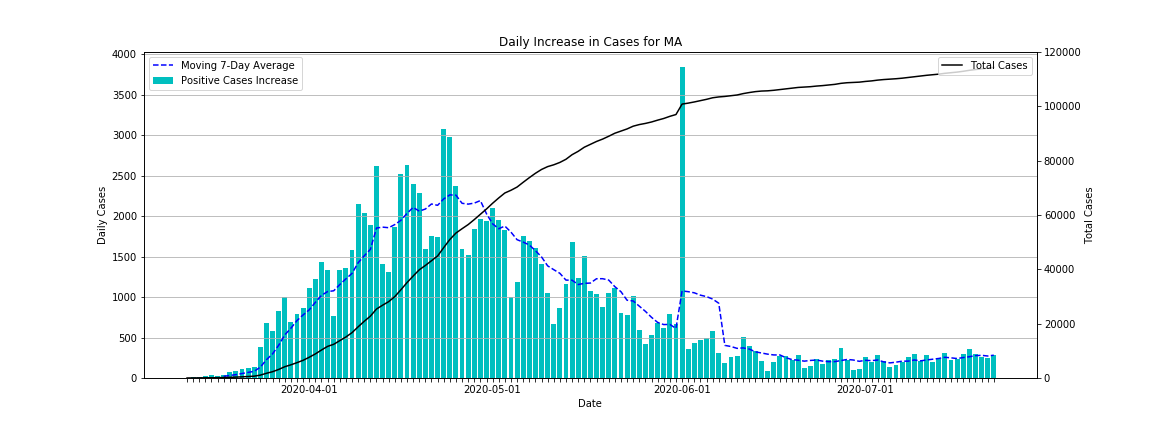 Daily Increase in Cases for MA
Moving 7-Day Average
Positive Cases Increase
Total Cases
4000
3500
3000
2500
2000
1500
1000
500
0
Daily Cases
120000
100000
80000
60000
40000
20000
0
Total Cases
2020-04-01
2020-05-01
2020-06-01
2020-07-01
Date